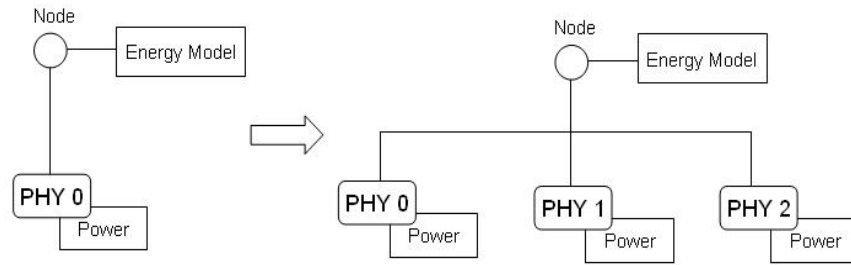 Node
Energy Model
PHY 0
Power
Node
Energy Model
PHY 0
Power
PHY 1
Power
PHY 2
Power